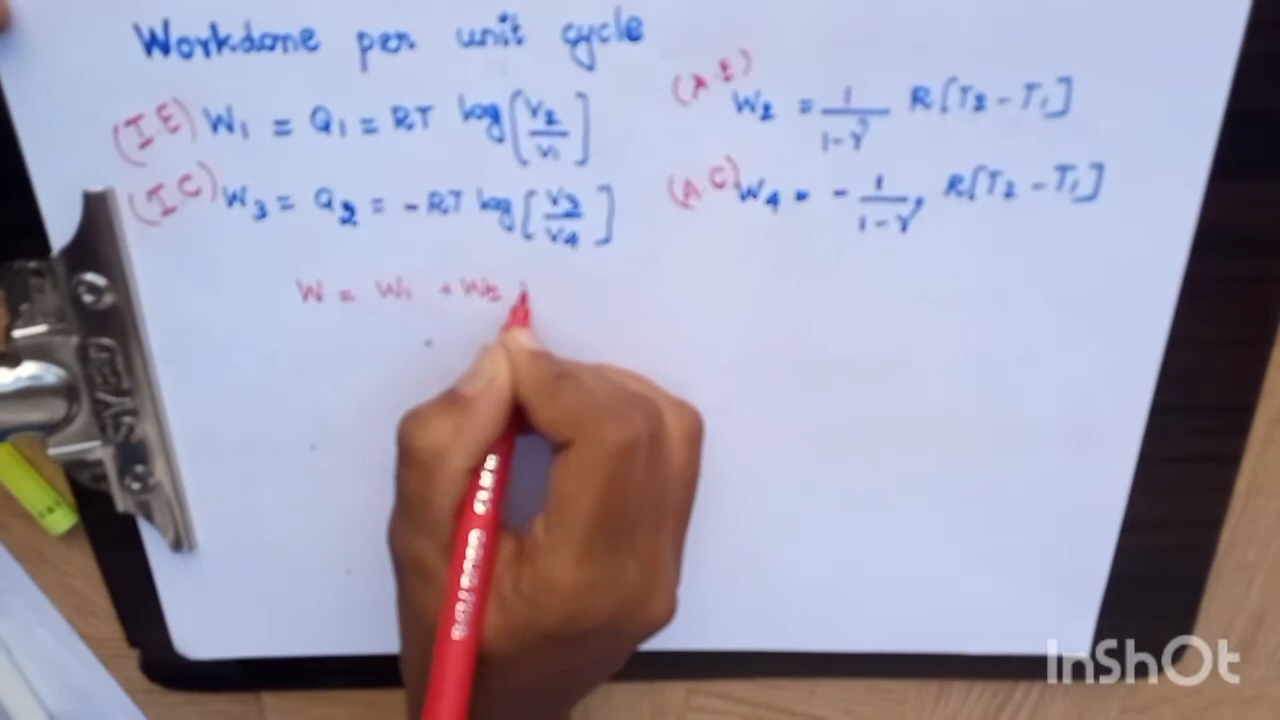 Workdone per unit cycle
(I.E) W₁ = Q₁ = RT log[V₂/V₁]
(A.E) W₂ = 1/1-γ R[T₂ - T₁]
(I.C) W₃ = Q₂ = -RT log[V₃/V₄]
(A.C) W₄ = -1/1-γ R[T₂ - T₁]
W = W₁ + W₂
InShOt